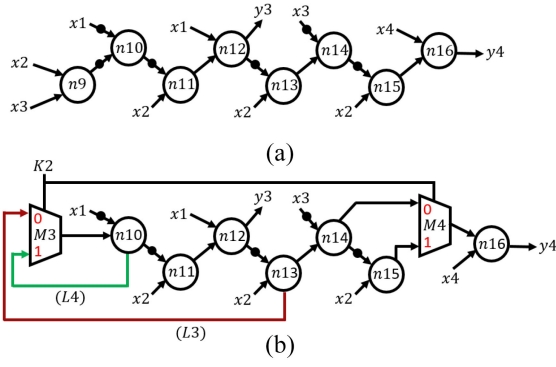 x1 x1 y3 x3 x4
n10 n12 n14 n16 y4
x2 n9 n11 n13 n15
x3 x2 x2 x2
(a)
K2
x1 x1 y3 x3 0
0 M3 n10 n12 n14 M4
1 n11 n13 n15 1 n16 y4
x2 x2 x2 x4
(L4)
(L3)
(b)